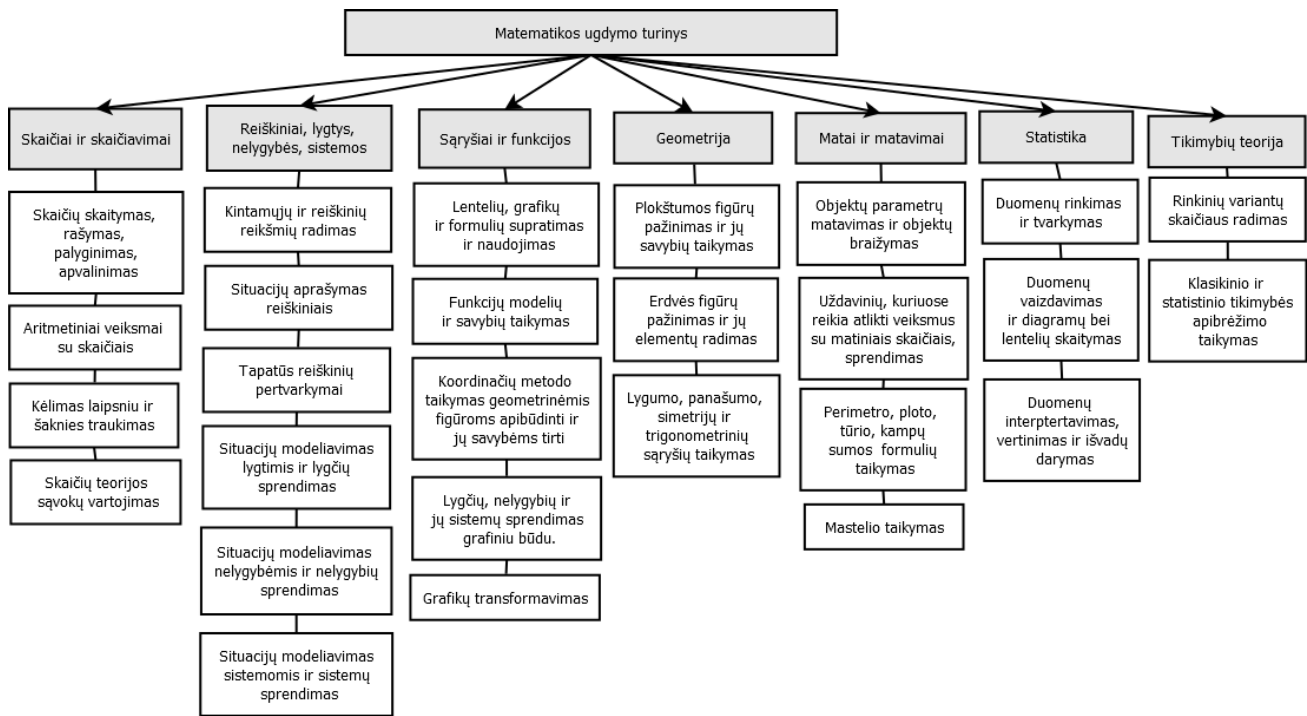 Matematikos ugdymo turinys
Skaičiai ir skaičiavimai
Skaičių skaitymas,
rašymas,
palyginimas,
apvalinimas
Aritmetiniai veiksmai
su skaičiais
Kėlimas laipsniu ir
šaknies traukimas
Skaičių teorijos
sąvokų vartojimas
Reiškiniai, lygtys,
nelygybės, sistemos
Kintamųjų ir reiškinių
reikšmių radimas
Situacijų aprašymas
reiškiniais
Tapatūs reiškinių
pertvarkymai
Situacijų modeliavimas
lygtimis ir lygčių
sprendimas
Situacijų modeliavimas
nelygybėmis ir nelygybių
sprendimas
Situacijų modeliavimas
sistemomis ir sistemų
sprendimas
Sąryšiai ir funkcijos
Lentelių, grafikų
ir formulių supratimas
ir naudojimas
Funkcijų modelių
ir savybių taikymas
Koordinačių metodo
taikymas geometrinėmis
figūroms apibūdinti ir
jų savybėms tirti
Lygčių, nelygybių ir
jų sistemų sprendimas
grafiniu būdu.
Grafikų transformavimas
Geometrija
Plokštumos figūrų
pažinimas ir jų
savybių taikymas
Erdvės figūrų
pažinimas ir jų
elementų radimas
Lygumo, panašumo,
simetrijų ir
trigonometrinių
sąryšių taikymas
Matai ir matavimai
Objektų parametrų
matavimas ir objektų
braižymas
Uždavinių, kuriuose
reikia atlikti veiksmus
su matiniais skaičiais,
sprendimas
Perimetro, ploto,
tūrio, kampų
sumos formulių
taikymas
Mastelio taikymas
Statistika
Duomenų rinkimas
ir tvarkymas
Duomenų
vaizdavimas
ir diagramų bei
lentelių skaitymas
Duomenų
interptertavimas,
vertinimas ir išvadų
darymas
Tikimybių teorija
Rinkinių variantų
skaičiaus radimas
Klasikinio ir
statistinio tikimybės
apibrėžimo
taikymas